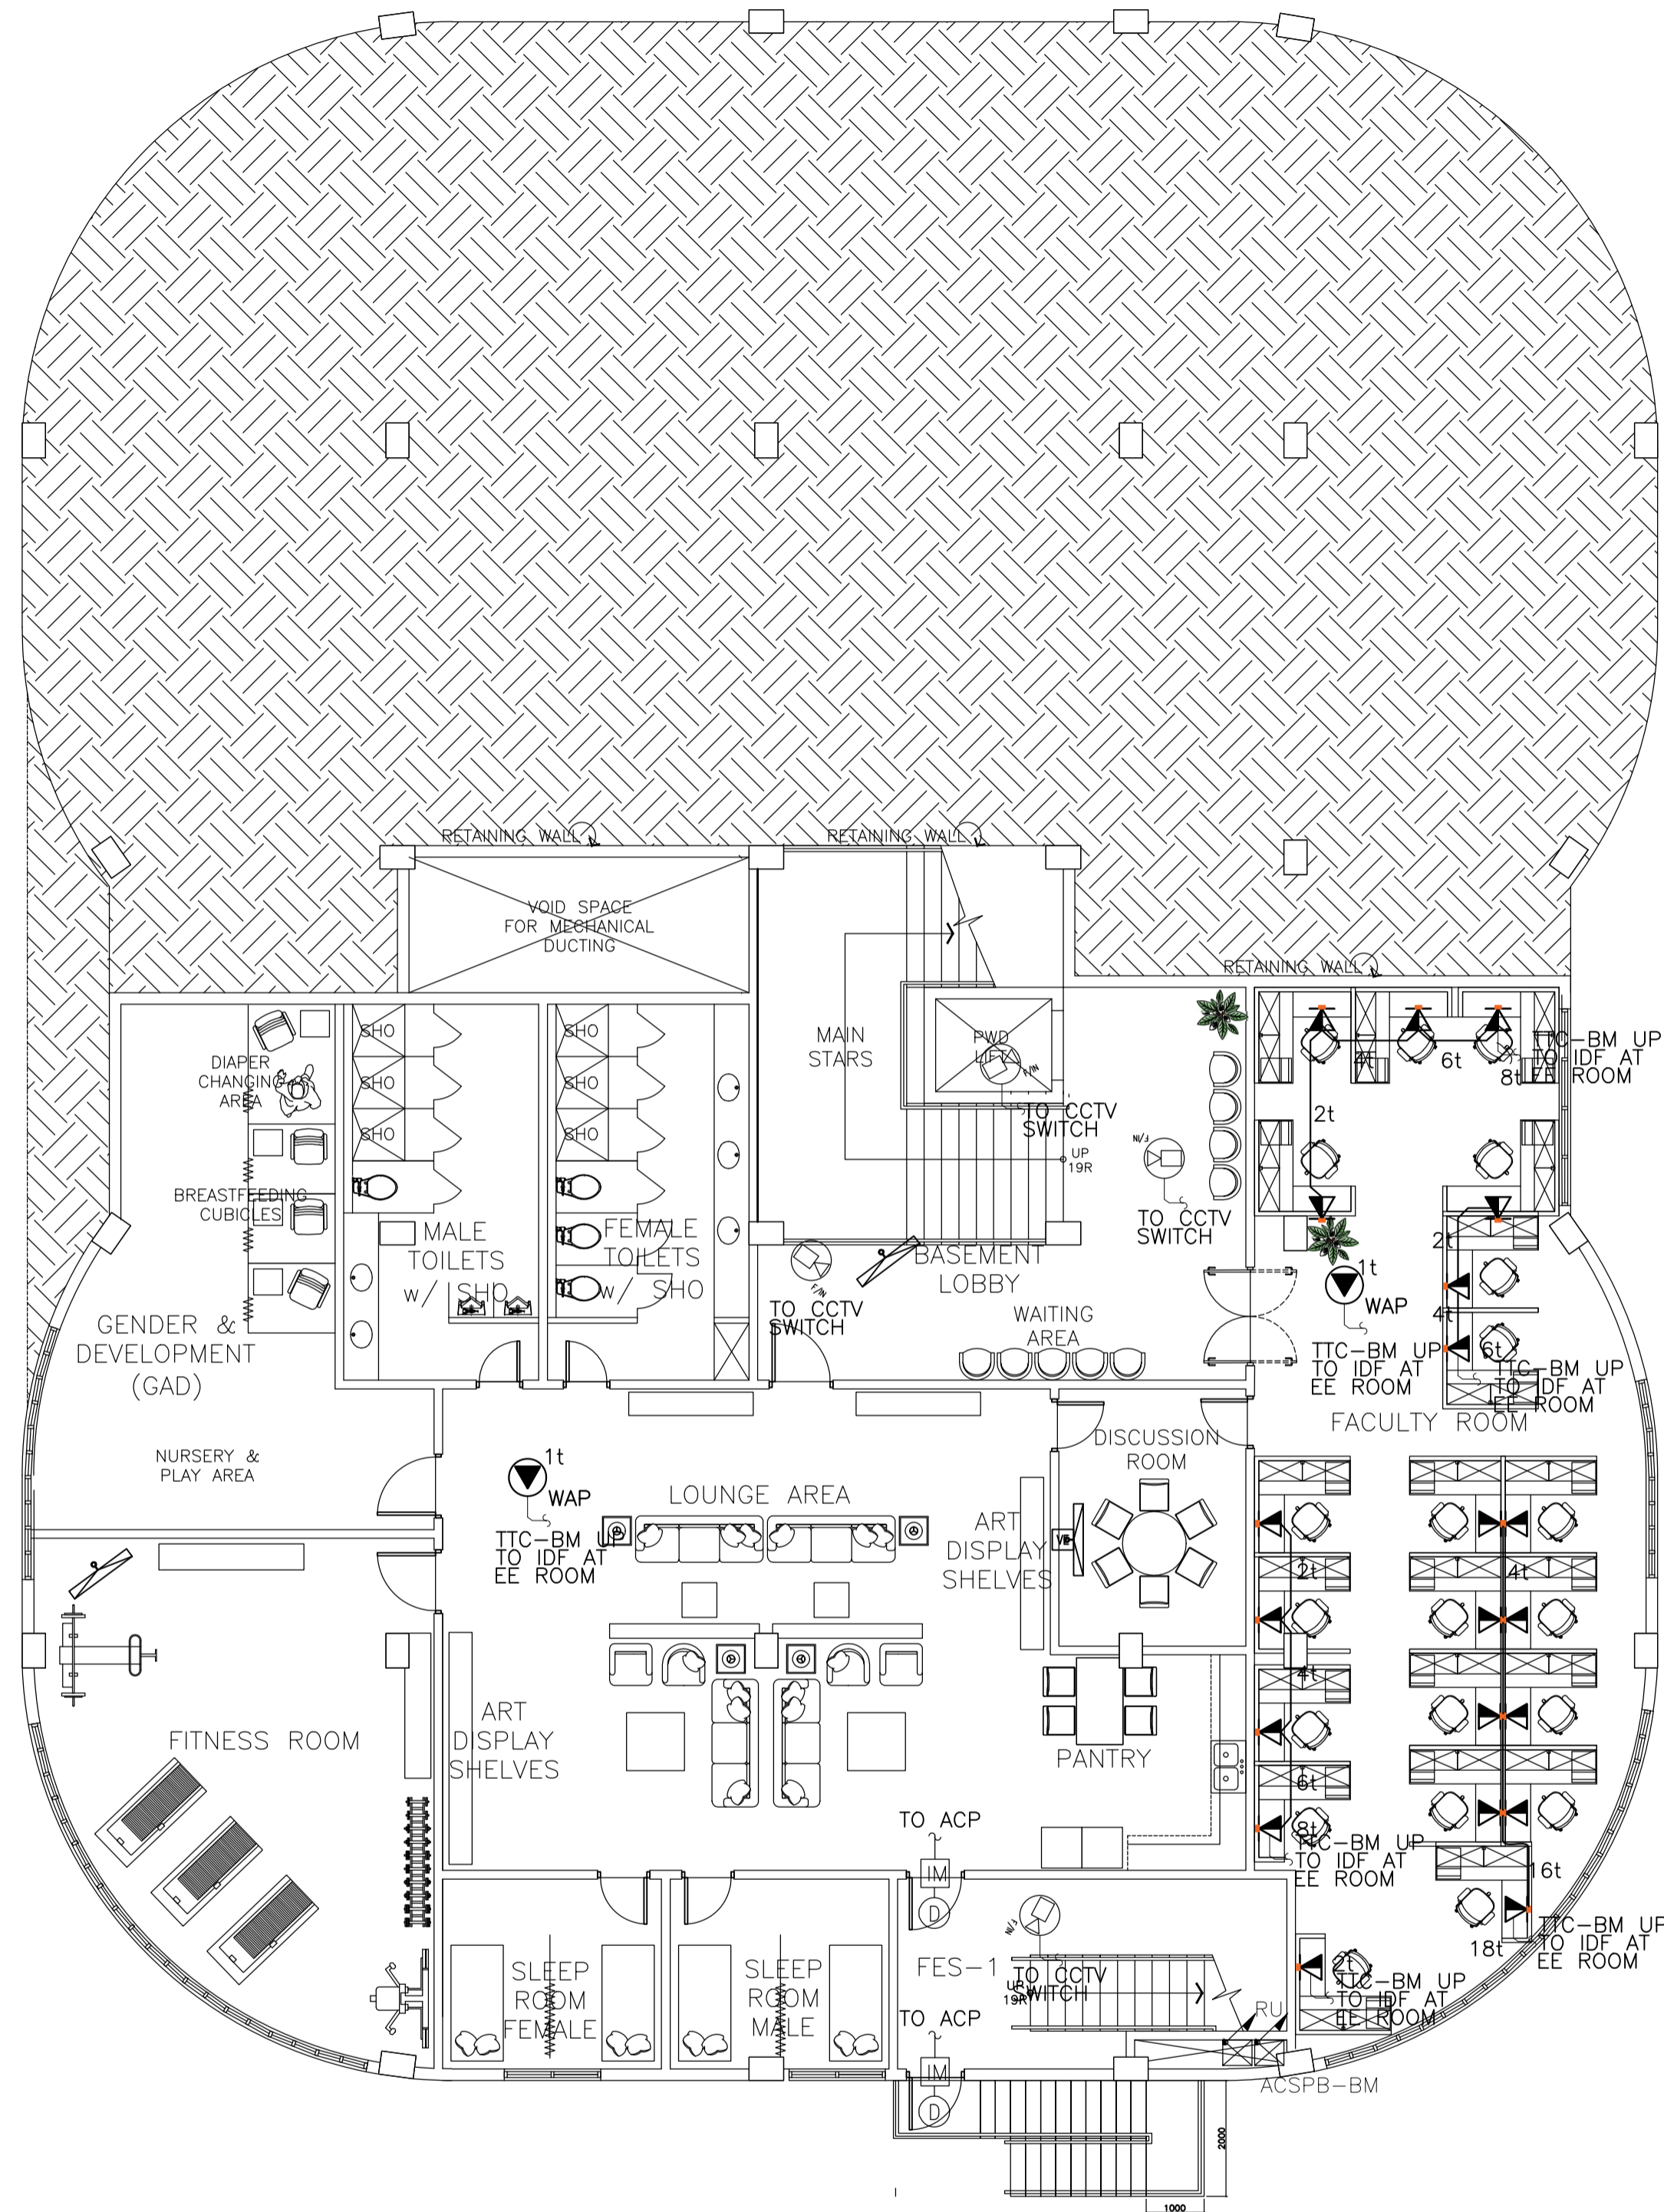 RETAINING WALL
RETAINING WALL
VOID SPACE
FOR MECHANICAL
DUCTING
RETAINING WALL
MAIN
STARS
PWD
LIFT
F/IN
TO CCTV
SWITCH
UP
19R
F/IN
TO CCTV
SWITCH
SHO
SHO
SHO
SHO
SHO
SHO
DIAPER
CHANGING
AREA
BREASTFEEDING
CUBICLES
MALE
TOILETS
w/ SHO
FEMALE
TOILETS
w/ SHO
BASEMENT
LOBBY
F/IN
TO CCTV
SWITCH
WAITING
AREA
GENDER &
DEVELOPMENT
(GAD)
NURSERY &
PLAY AREA
4t
6t
8t
TTC-BM UP
TO IDF AT
EE ROOM
2t
2t
4t
6t
1t
WAP
TTC-BM UP
TO IDF AT
EE ROOM
TTC-BM UP
TO IDF AT
EE ROOM
FACULTY ROOM
1t
WAP
TTC-BM UP
TO IDF AT
EE ROOM
LOUNGE AREA
DISCUSSION
ROOM
ART
DISPLAY
SHELVES
2t
4t
4t
6t
8t
TTC-BM UP
TO IDF AT
EE ROOM
16t
18t
TTC-BM UP
TO IDF AT
EE ROOM
2t
TTC-BM UP
TO IDF AT
EE ROOM
FITNESS ROOM
ART
DISPLAY
SHELVES
PANTRY
TO ACP
IM
D
SLEEP
ROOM
FEMALE
SLEEP
ROOM
MALE
FES-1
F/IN
TO CCTV
SWITCH
UP
19R
TO ACP
IM
D
RU
ACSPB-BM
2000
1000